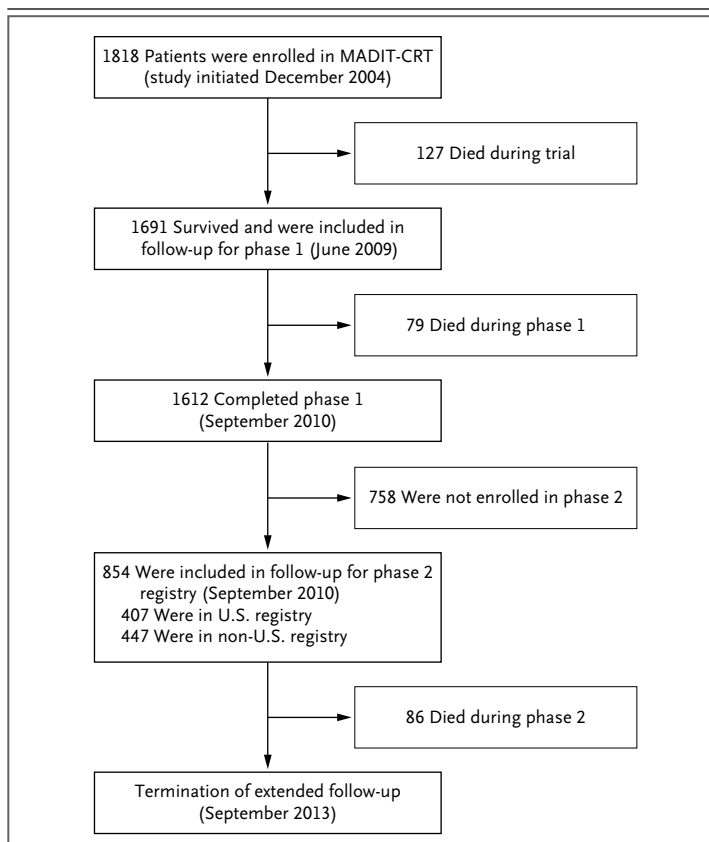 1818 Patients were enrolled in MADIT-CRT
(study initiated December 2004)
127 Died during trial
1691 Survived and were included in
follow-up for phase 1 (June 2009)
79 Died during phase 1
1612 Completed phase 1
(September 2010)
758 Were not enrolled in phase 2
854 Were included in follow-up for phase 2
registry (September 2010)
407 Were in U.S. registry
447 Were in non-U.S. registry
86 Died during phase 2
Termination of extended follow-up
(September 2013)